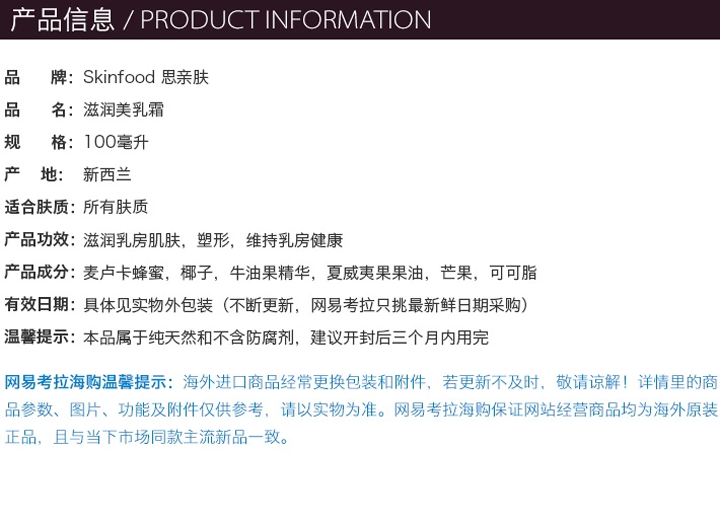 产品信息 / PRODUCT INFORMATION
品 牌：Skinfood 思亲肤
品 名：滋润美乳霜
规 格：100毫升
产 地：新西兰
适合肤质：所有肤质
产品功效：滋润乳房肌肤，塑形，维持乳房健康
产品成分：麦卢卡蜂蜜，椰子，牛油果精华，夏威夷果果油，芒果，可可脂
有效日期：具体见实物外包装（不断更新，网易考拉只挑最新鲜日期采购）
温馨提示：本品属于纯天然和不含防腐剂，建议开封后三个月内用完
网易考拉海购温馨提示：海外进口商品经常更换包装和附件，若更新不及时，敬请谅解！详情里的商
品参数、图片、功能及附件仅供参考，请以实物为准。网易考拉海购保证网站经营商品均为海外原装
正品，且与当下市场同款主流新品一致。